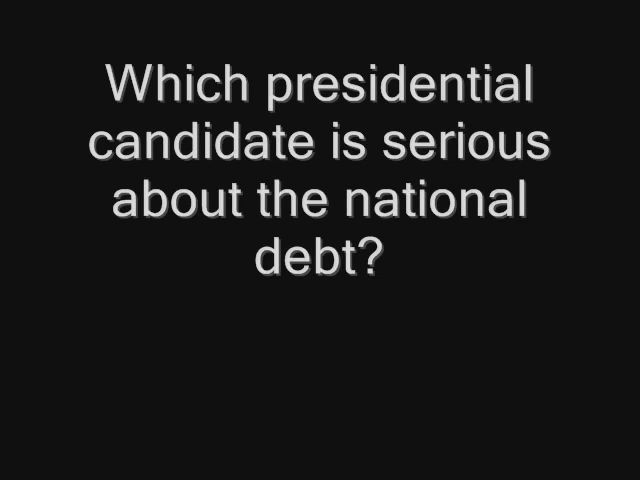 Which presidential
candidate is serious
about the national
debt?